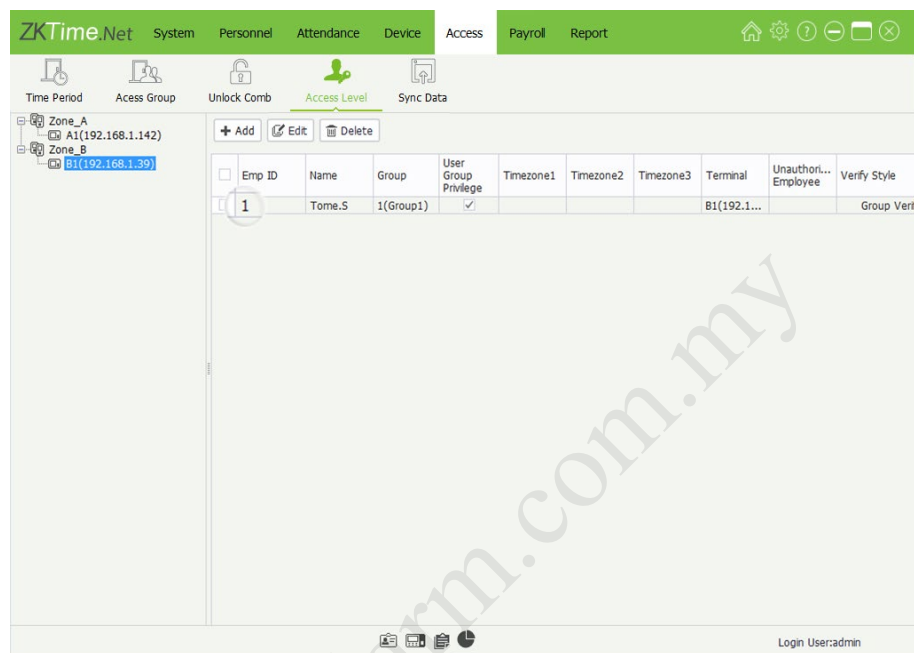 ZKTime.Net System Personnel Attendance Device Access Payroll Report
Time Period Acess Group Unlock Comb Access Level Sync Data
Zone_A
A1(192.168.1.142)
Zone_B
B1(192.168.1.39)
Add Edit Delete
Emp ID Name Group User Group Privilege Timezone1 Timezone2 Timezone3 Terminal Unauthori... Employee Verify Style
1 Tome.S 1(Group1) B1(192.1... Group Veri
arm.com.my
Login User:admin